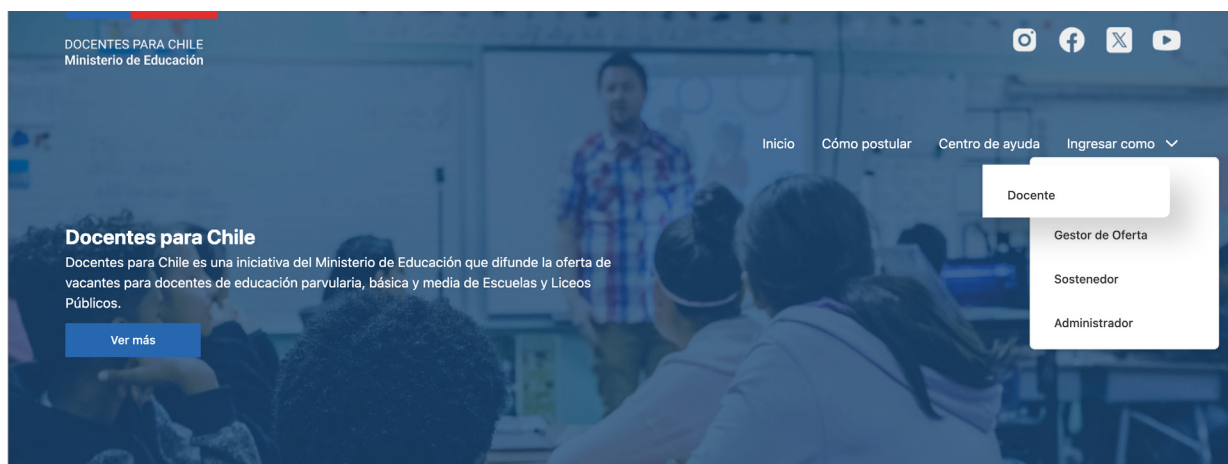 DOCENTES PARA CHILE
Ministerio de Educación
Inicio Cómo postular Centro de ayuda Ingresar como
Docente
Gestor de Oferta
Sostenedor
Administrador
Docentes para Chile
Docentes para Chile es una iniciativa del Ministerio de Educación que difunde la oferta de
vacantes para docentes de educación parvularia, básica y media de Escuelas y Liceos
Públicos.
Ver más